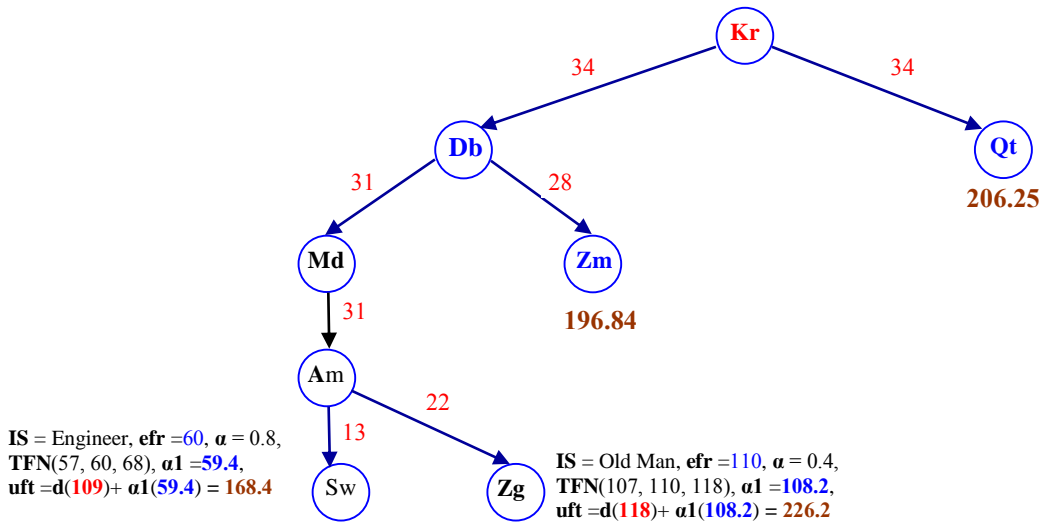 Kr
34
34
Db
Qt
31
28
206.25
Md
Zm
31
196.84
Am
22
13
IS = Engineer, efr =60, α = 0.8,
TFN(57, 60, 68), α1 =59.4,
uft =d(109)+ α1(59.4) = 168.4
Sw
Zg
IS = Old Man, efr =110, α = 0.4,
TFN(107, 110, 118), α1 =108.2,
uft =d(118)+ α1(108.2) = 226.2